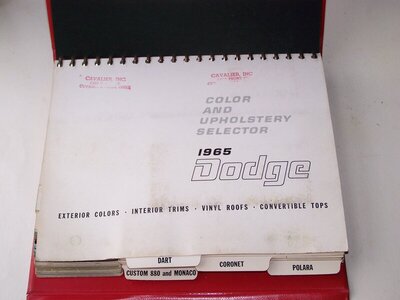 CAVALIER, INC
CAVALIER, INC
COLOR
AND
UPHOLSTERY
SELECTOR
1965
Dodge
EXTERIOR COLORS · INTERIOR TRIMS · VINYL ROOFS · CONVERTIBLE TOPS
DART
CORONET
POLARA
CUSTOM 880 AND MONACO